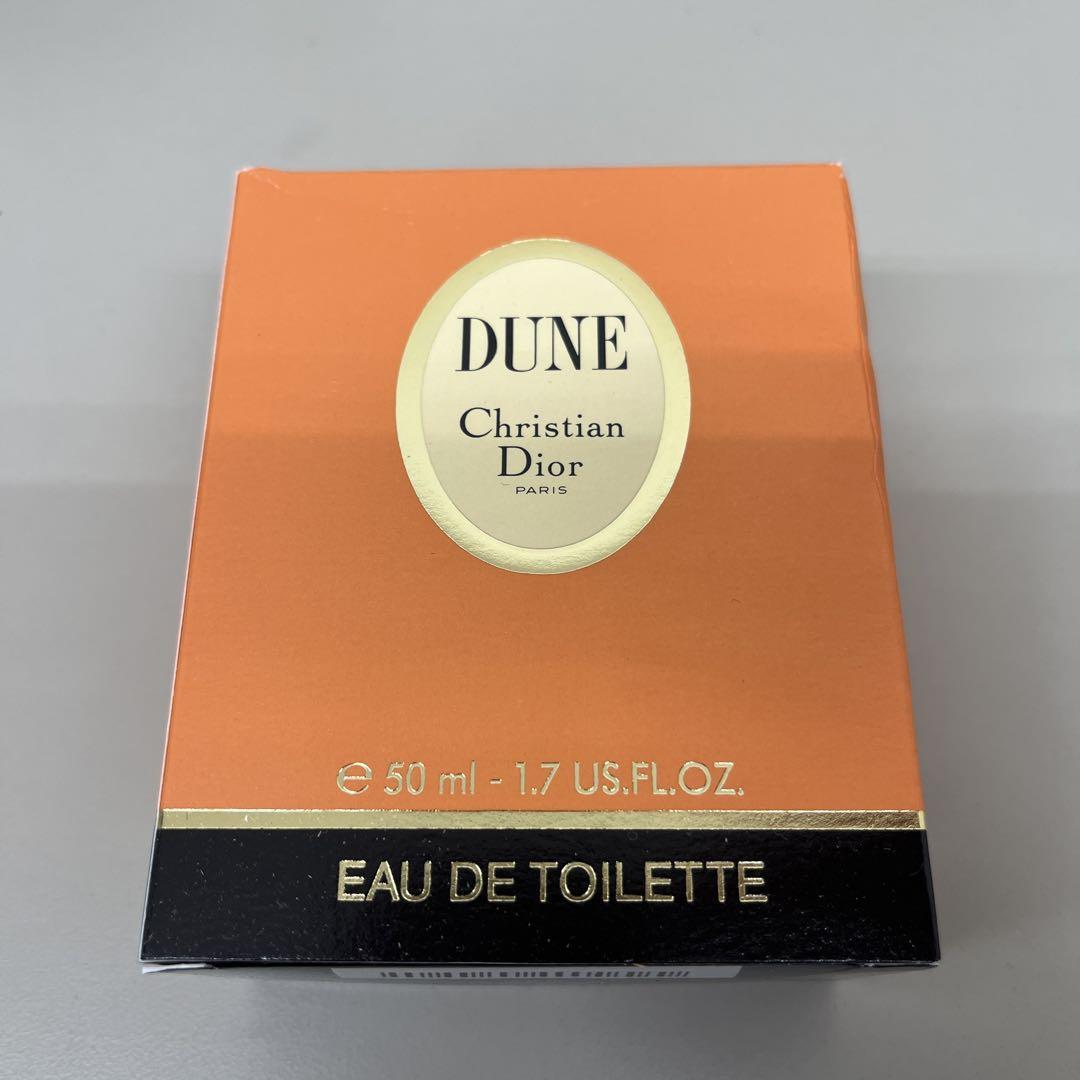 DUNE
Christian
Dior
PARIS
℮ 50 ml - 1.7 US.FL.OZ.
EAU DE TOILETTE